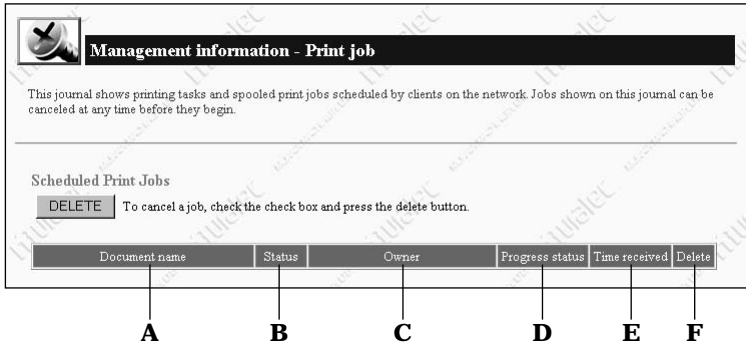 Management information - Print job
This journal shows printing tasks and spooled print jobs scheduled by clients on the network. Jobs shown on this journal can be
canceled at any time before they begin.
Scheduled Print Jobs
DELETE To cancel a job, check the check box and press the delete button.
Document name Status Owner Progress status Time received Delete
A B C D E F